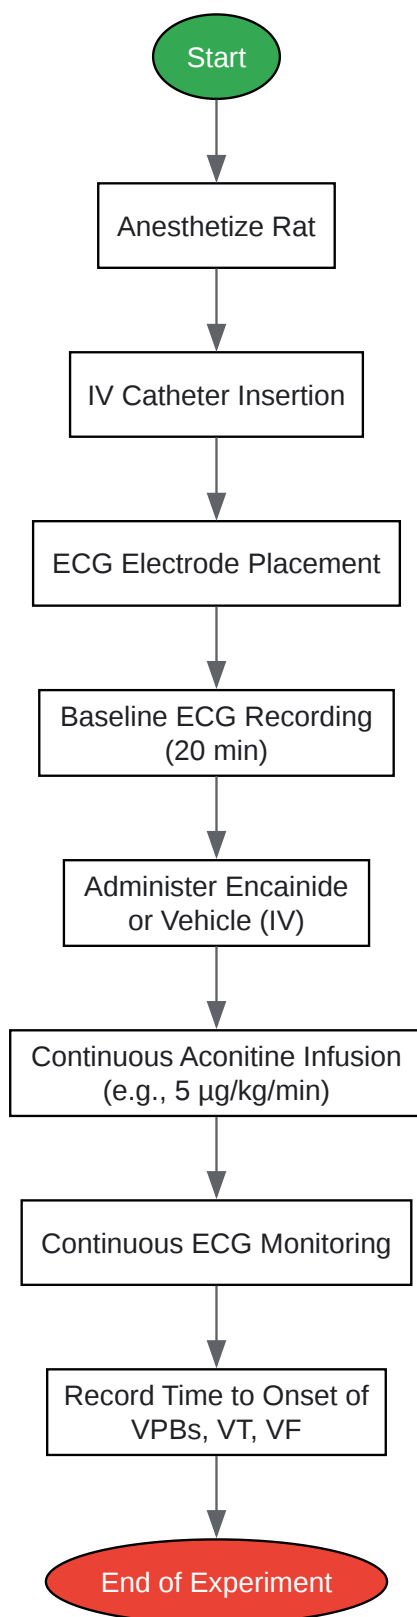 Start
Anesthetize Rat
IV Catheter Insertion
ECG Electrode Placement
Baseline ECG Recording
(20 min)
Administer Encainide
or Vehicle (IV)
Continuous Aconitine Infusion
(e.g., 5 µg/kg/min)
Continuous ECG Monitoring
Record Time to Onset of
VPBs, VT, VF
End of Experiment